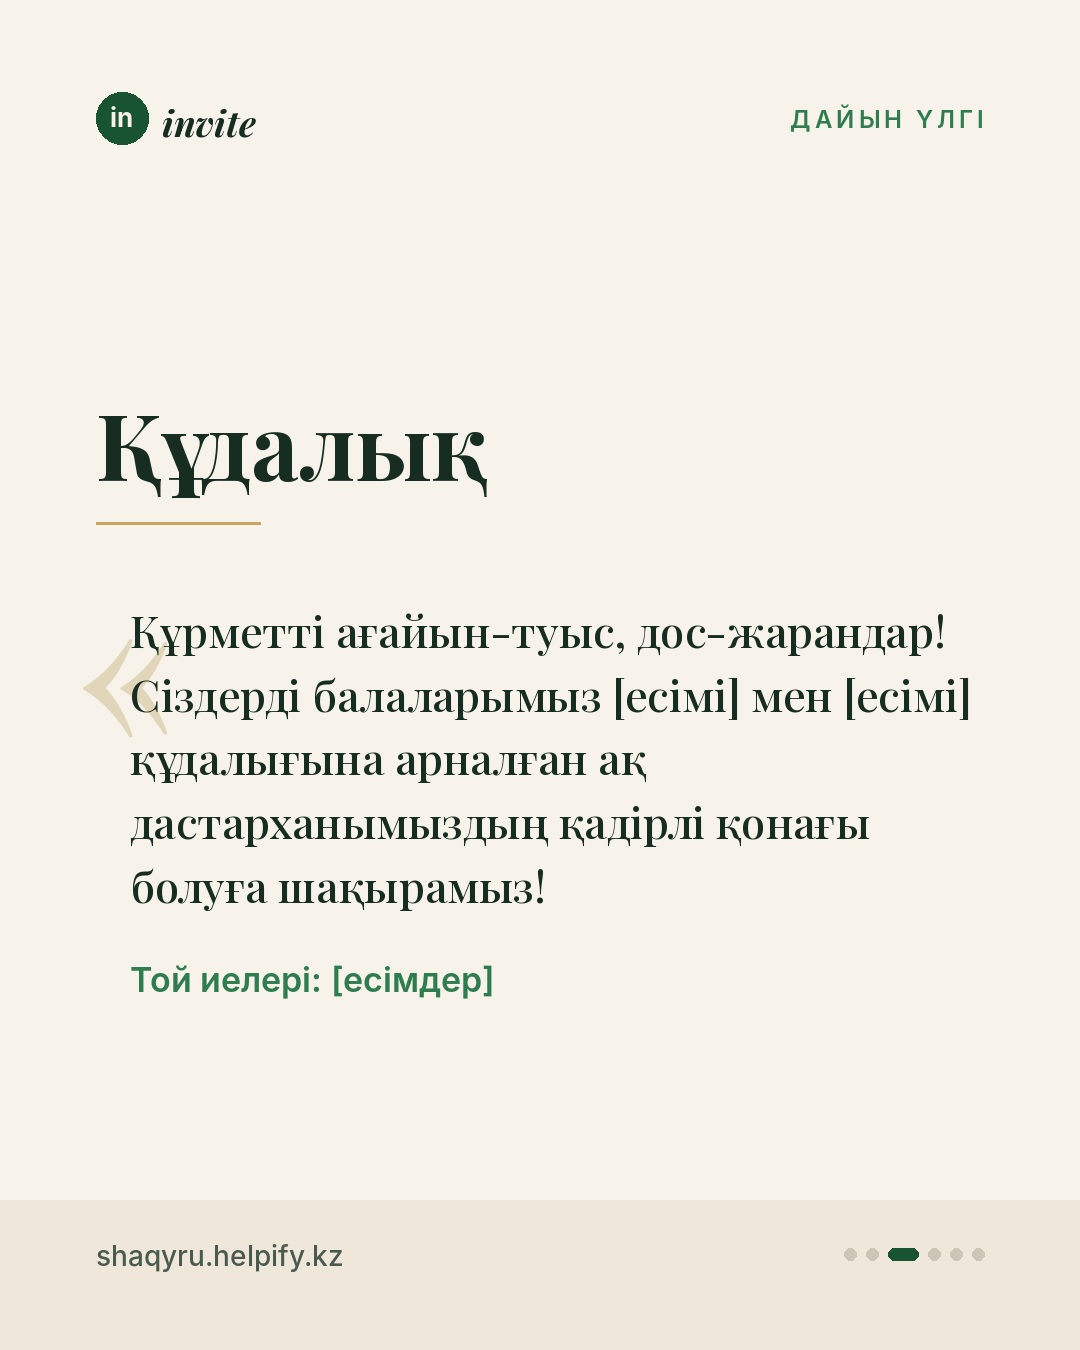 in invite
ДАЙЫН ҮЛГІ
Құдалық
«
Құрметті ағайын-туыс, дос-жарандар!
Сіздерді балаларымыз [есімі] мен [есімі]
құдалығына арналған ақ
дастарханымыздың қадірлі қонағы
болуға шақырамыз!
Той иелері: [есімдер]
shaqyru.helpify.kz